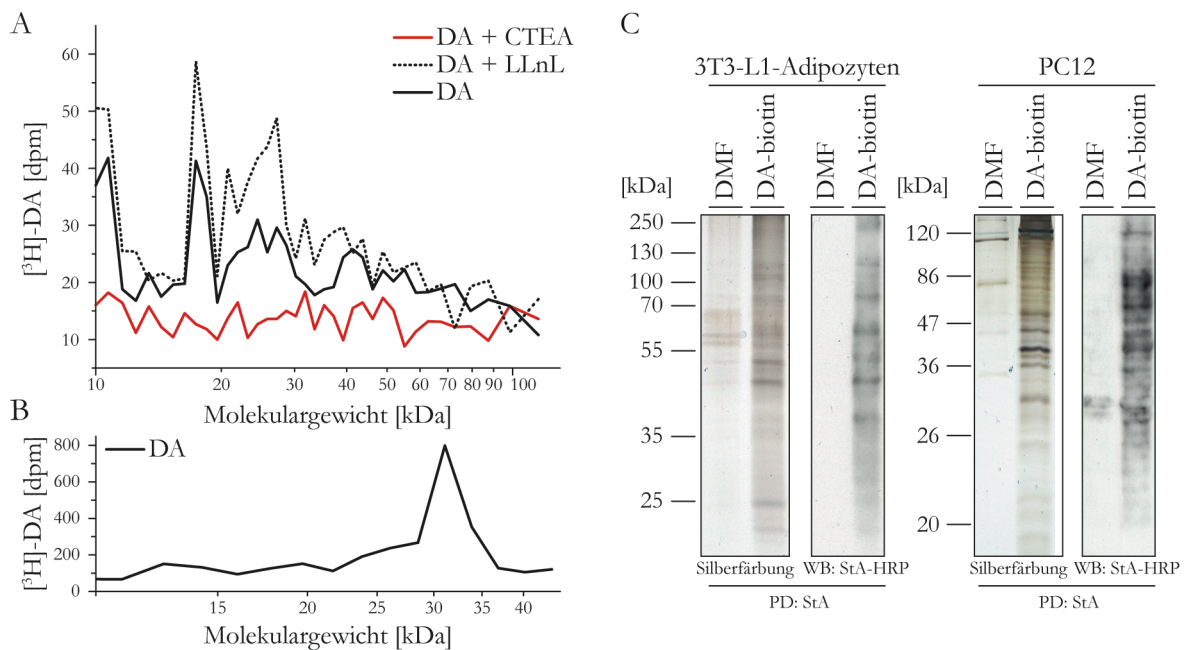 A
DA + CTEA
DA + LLnL
DA
[³H]-DA [dpm]
60
50
40
30
20
10
10 20 30 40 50 60 70 80 90 100
Molekulargewicht [kDa]
B
DA
[³H]-DA [dpm]
800
600
400
200
0
15 20 25 30 35 40
Molekulargewicht [kDa]
C
3T3-L1-Adipozyten
[kDa]
DMF
DA-biotin
DMF
DA-biotin
250
130
100
70
55
35
25
Silberfärbung
WB: StA-HRP
PD: StA
PC12
[kDa]
DMF
DA-biotin
DMF
DA-biotin
120
86
47
36
26
20
Silberfärbung
WB: StA-HRP
PD: StA